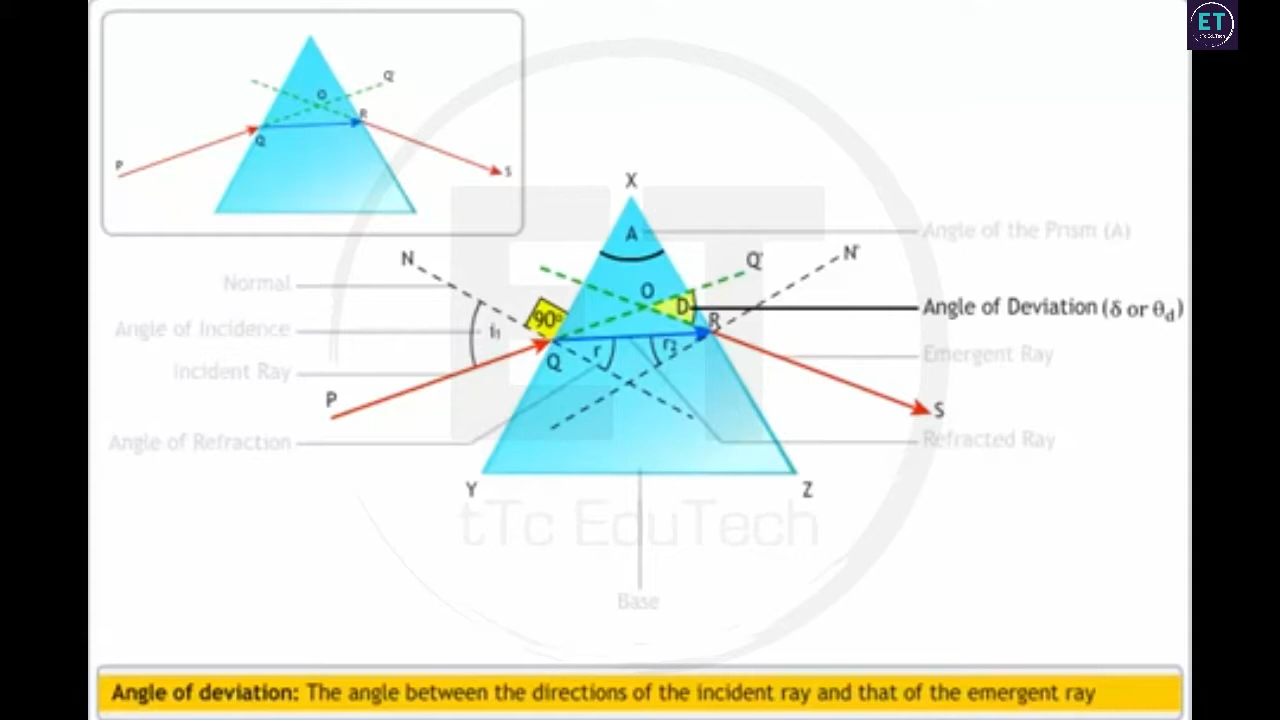 ET
tTc EduTech
Q'
O
R
Q
P
S
X
A
Angle of the Prism (A)
N
N'
Q'
Normal
O
D
Angle of Deviation (δ or θd)
90°
R
Angle of Incidence
i₁
r
r₂
Emergent Ray
Q
Incident Ray
P
S
Angle of Refraction
Refracted Ray
Y
Z
tTc EduTech
Base
Angle of deviation: The angle between the directions of the incident ray and that of the emergent ray